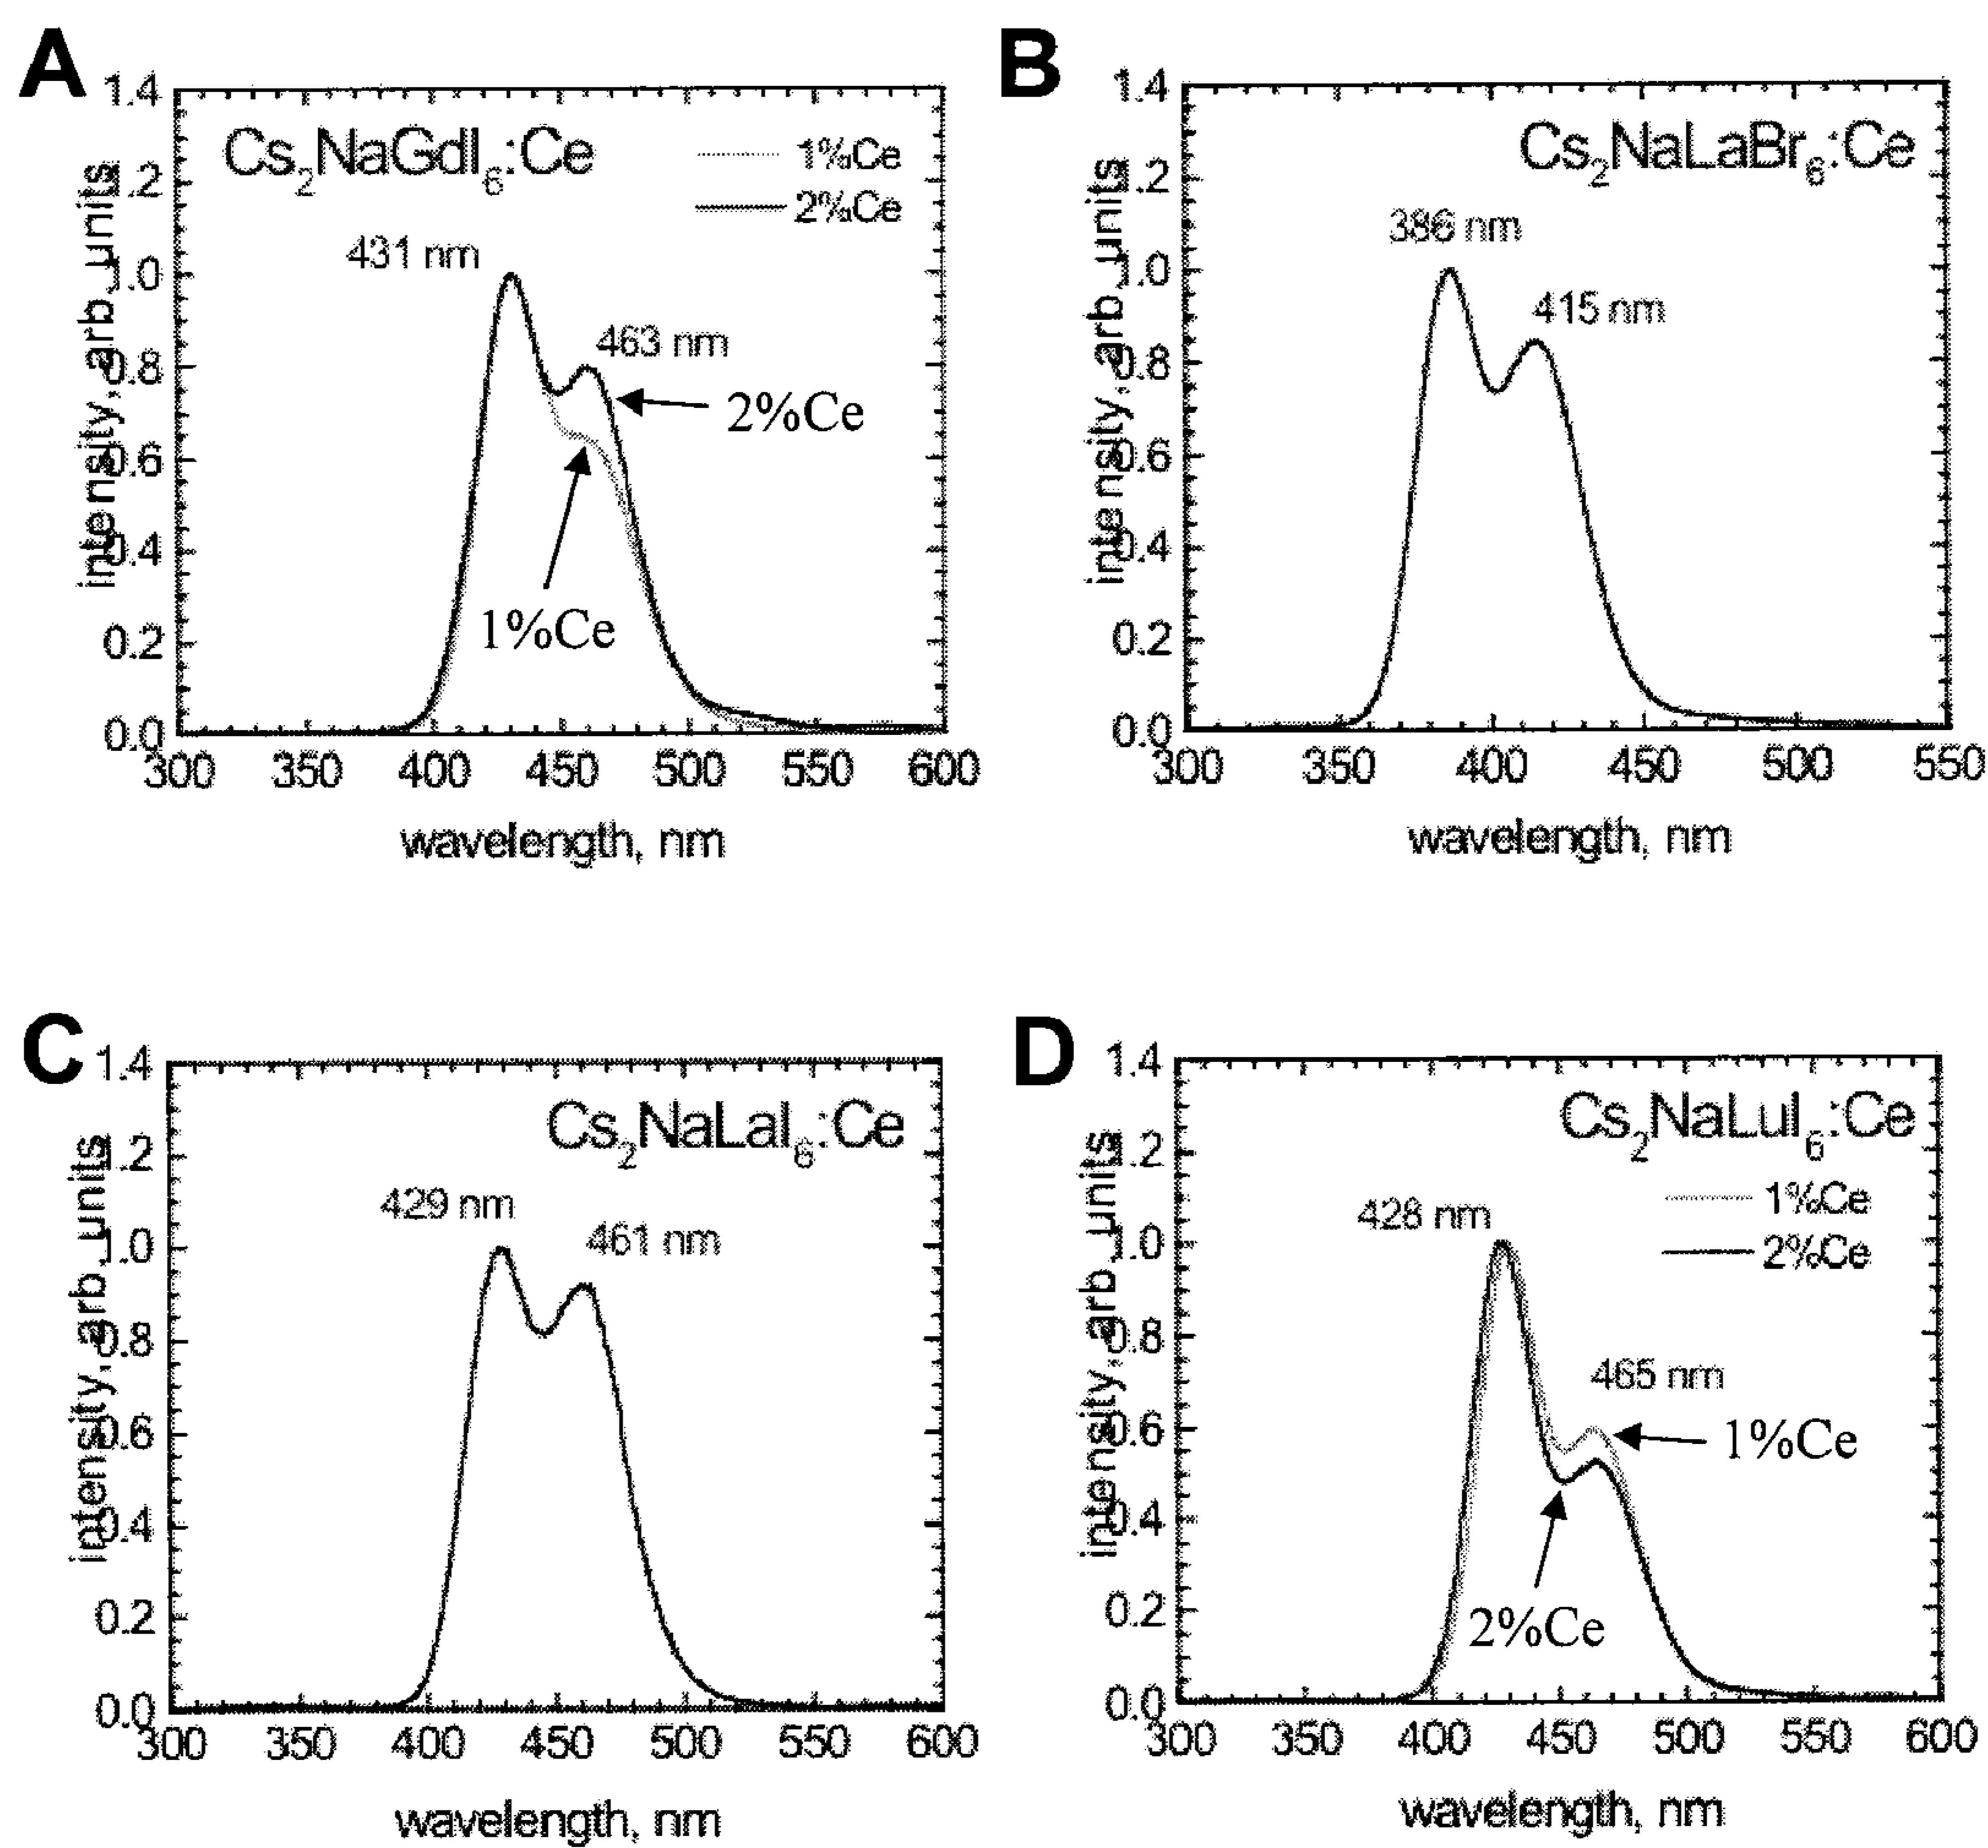 A
Cs2NaGdI6:Ce
1%Ce
2%Ce
431 nm
463 nm
2%Ce
1%Ce
intensity, arb. units
1.4
1.2
1.0
0.8
0.6
0.4
0.2
0.0
300 350 400 450 500 550 600
wavelength, nm
B
Cs2NaLaBr6:Ce
386 nm
415 nm
intensity, arb. units
1.4
1.2
1.0
0.8
0.6
0.4
0.2
0.0
300 350 400 450 500 550
wavelength, nm
C
Cs2NaLaI6:Ce
429 nm
461 nm
intensity, arb. units
1.4
1.2
1.0
0.8
0.6
0.4
0.2
0.0
300 350 400 450 500 550 600
wavelength, nm
D
Cs2NaLuI6:Ce
1%Ce
2%Ce
428 nm
465 nm
1%Ce
2%Ce
intensity, arb. units
1.4
1.2
1.0
0.8
0.6
0.4
0.2
0.0
300 350 400 450 500 550 600
wavelength, nm